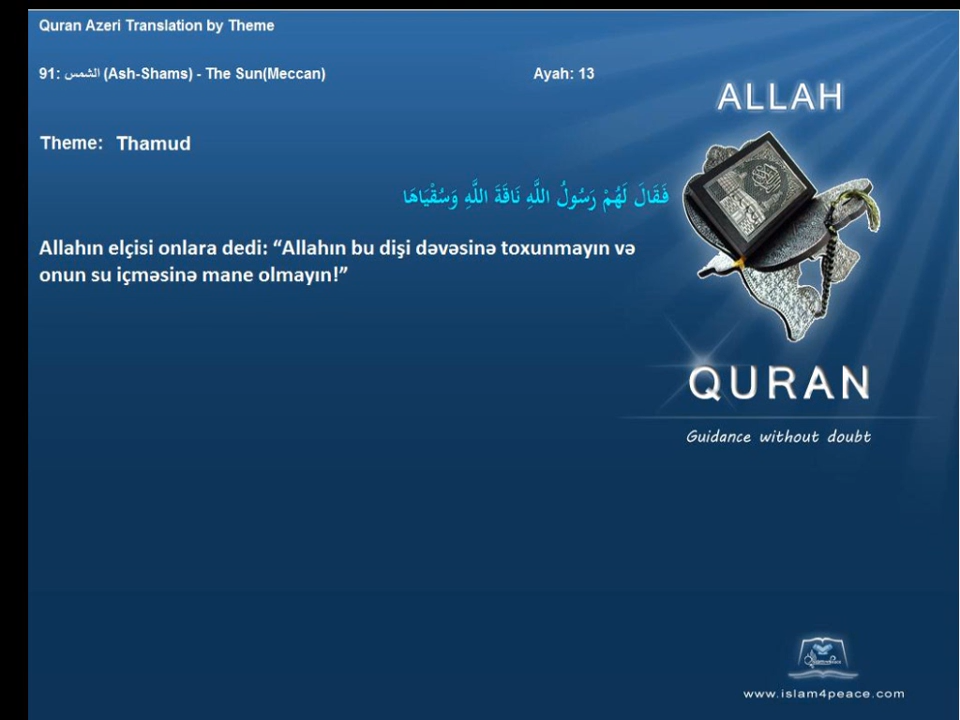 Quran Azeri Translation by Theme
91: الشمس (Ash-Shams) - The Sun(Meccan) Ayah: 13
ALLAH
Theme: Thamud
فَقَالَ لَهُمْ رَسُولُ اللَّهِ نَاقَةَ اللَّهِ وَسُقْيَاهَا
Allahın elçisi onlara dedi: “Allahın bu dişi dəvəsinə toxunmayın və
onun su içməsinə mane olmayın!”
QURAN
Guidance without doubt
www.islam4peace.com